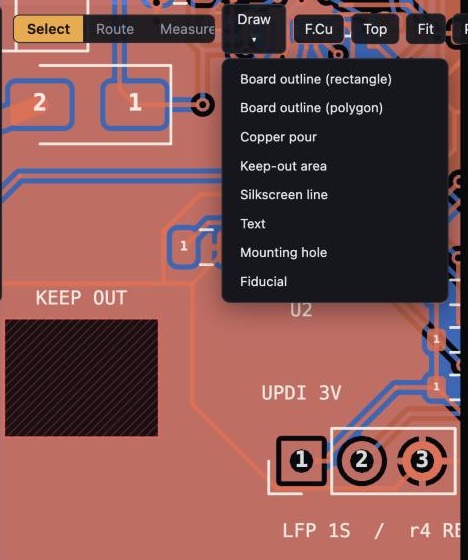 Select Route Measure Draw ▾ F.Cu Top Fit
Board outline (rectangle)
Board outline (polygon)
Copper pour
Keep-out area
Silkscreen line
Text
Mounting hole
Fiducial
2 1
1
KEEP OUT
U2
1
1
UPDI 3V
1 2 3
LFP 1S / r4